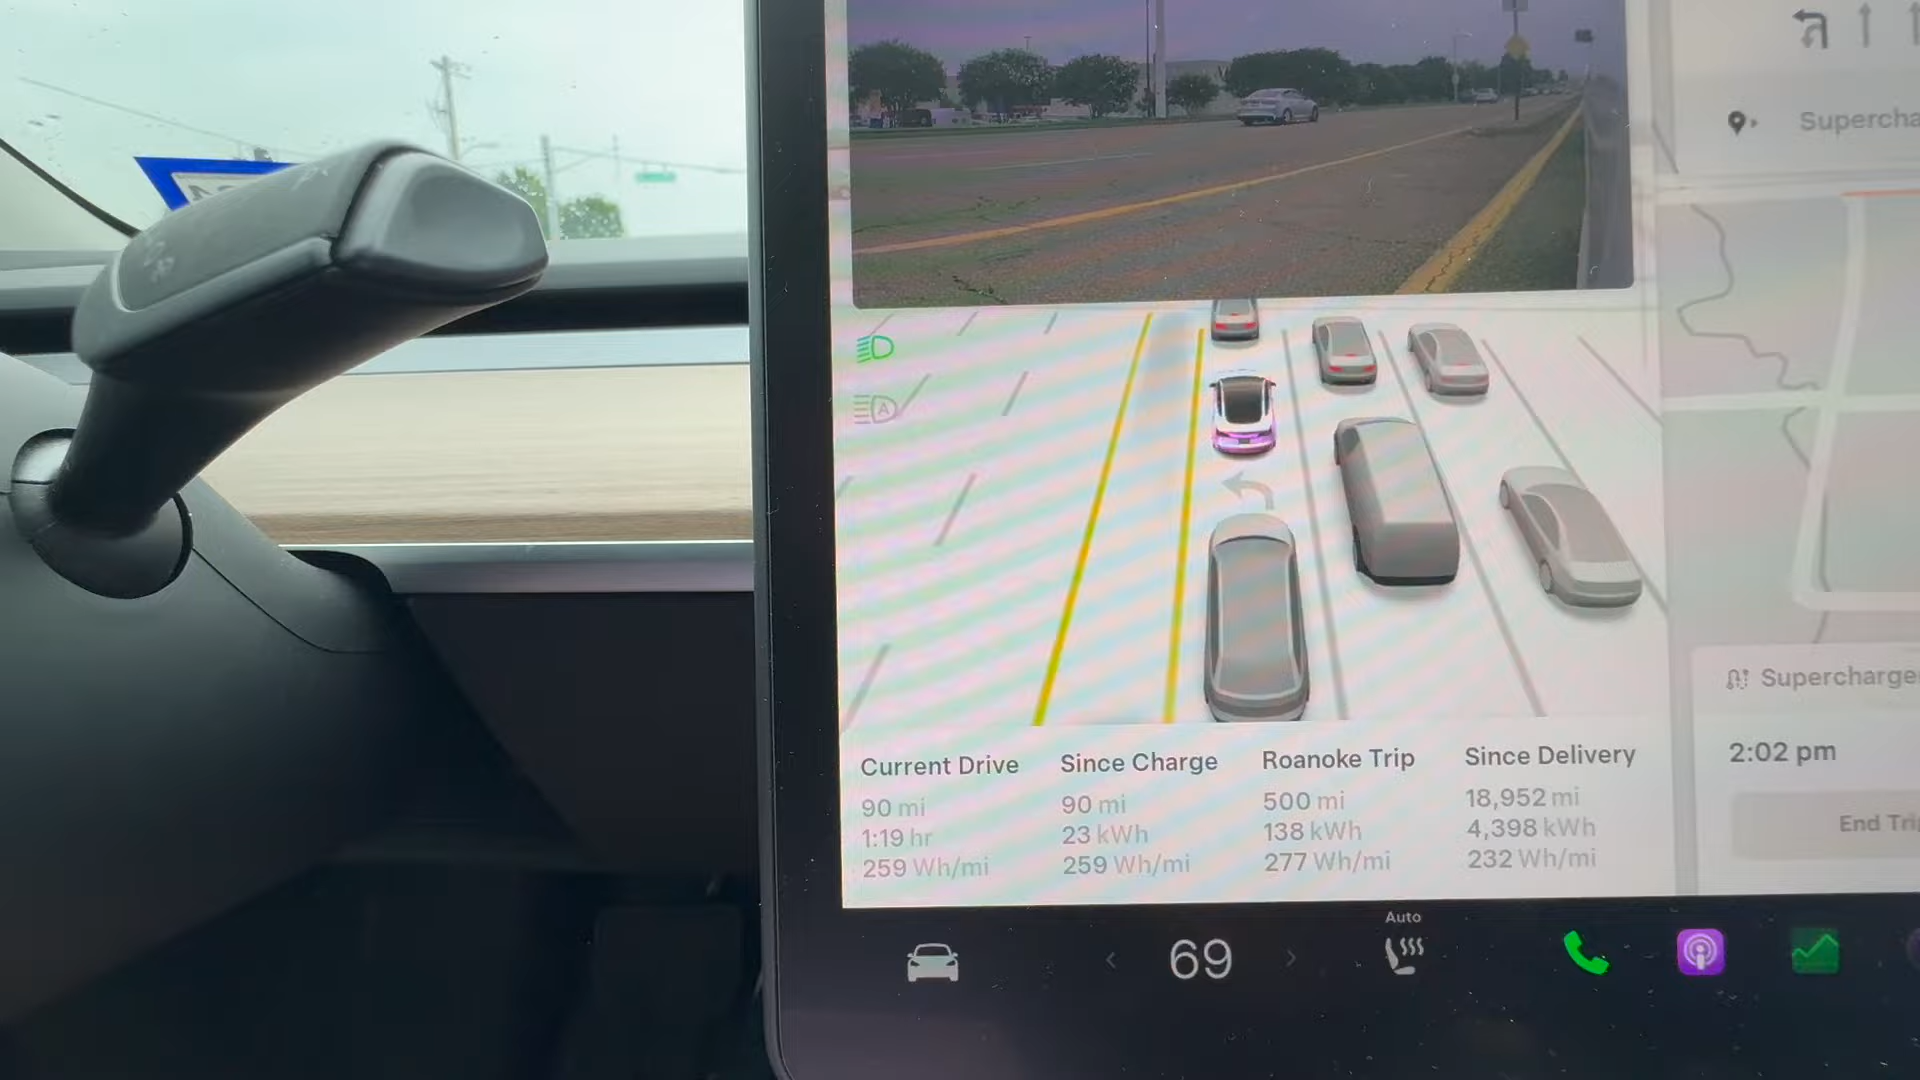 Supercha
Supercharge
2:02 pm
End Tri
Current Drive
90 mi
1:19 hr
259 Wh/mi
Since Charge
90 mi
23 kWh
259 Wh/mi
Roanoke Trip
500 mi
138 kWh
277 Wh/mi
Since Delivery
18,952 mi
4,398 kWh
232 Wh/mi
A
69
Auto